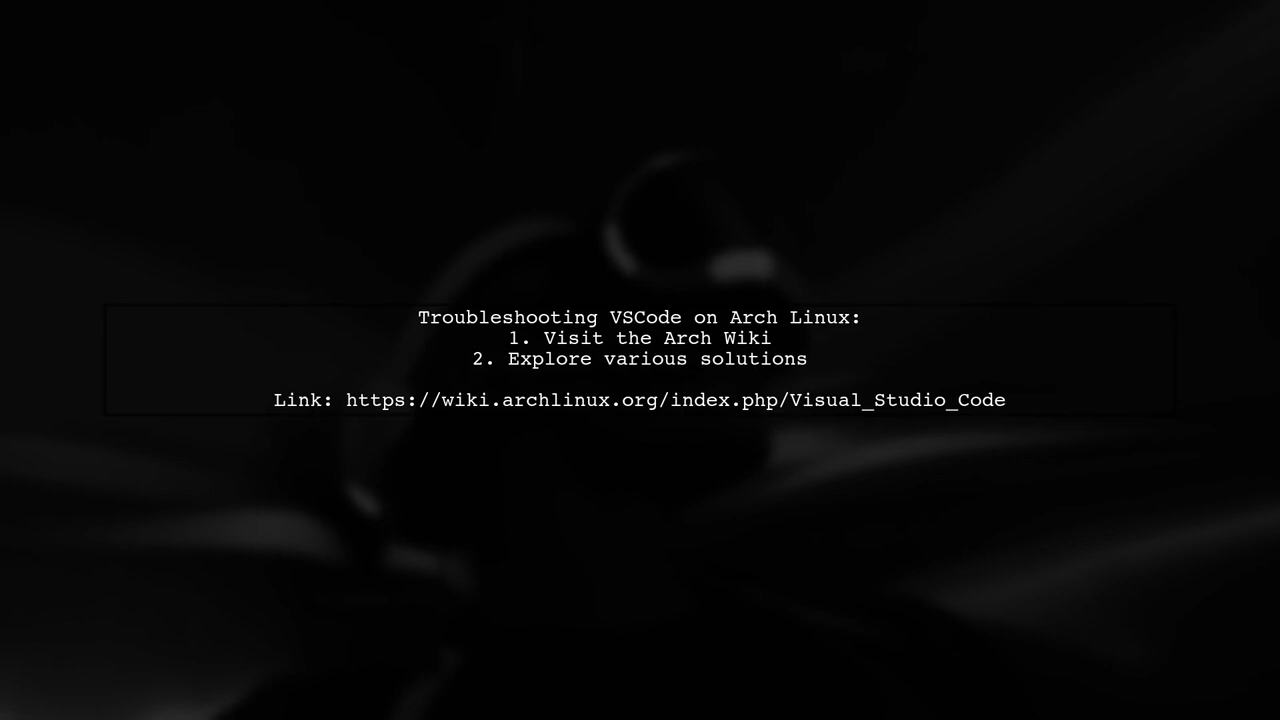 Troubleshooting VSCode on Arch Linux:
1. Visit the Arch Wiki
2. Explore various solutions
Link: https://wiki.archlinux.org/index.php/Visual_Studio_Code